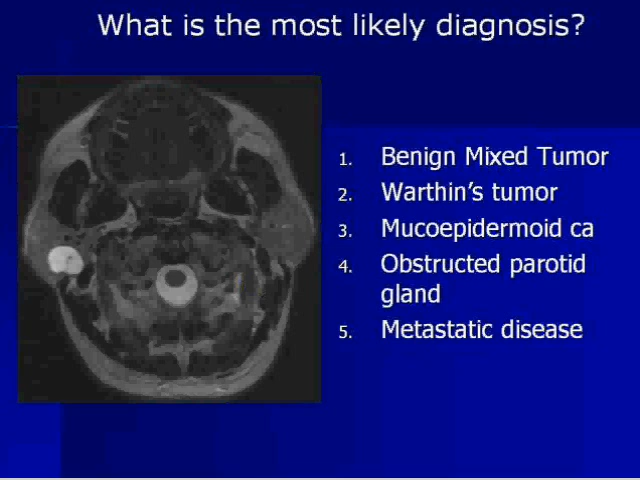 What is the most likely diagnosis?
1. Benign Mixed Tumor
2. Warthin's tumor
3. Mucoepidermoid ca
4. Obstructed parotid
gland
5. Metastatic disease